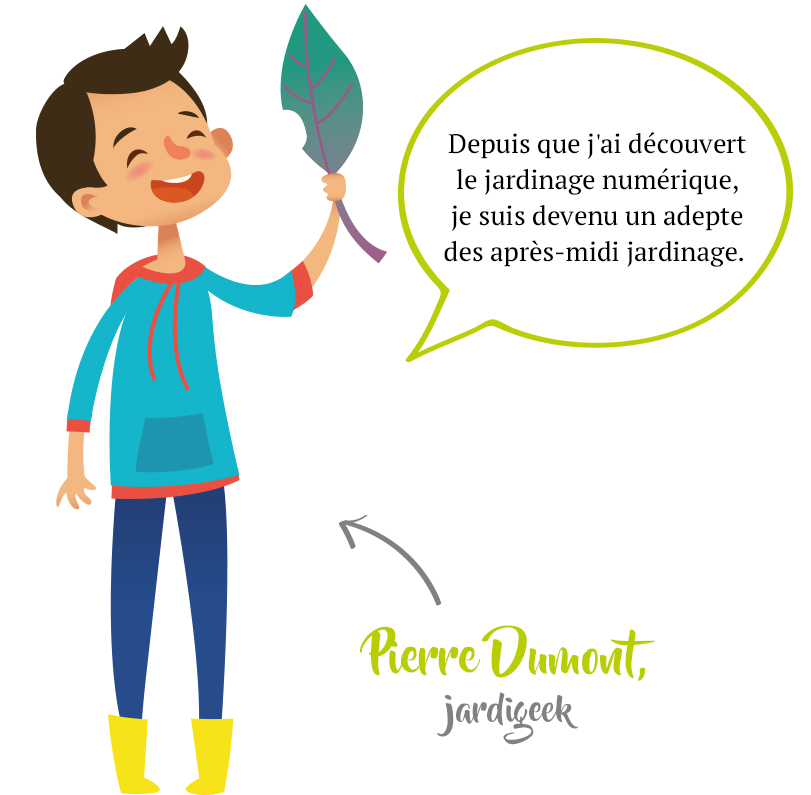 Depuis que j'ai découvert
le jardinage numérique,
je suis devenu un adepte
des après-midi jardinage.
Pierre Dumont,
jardigeek